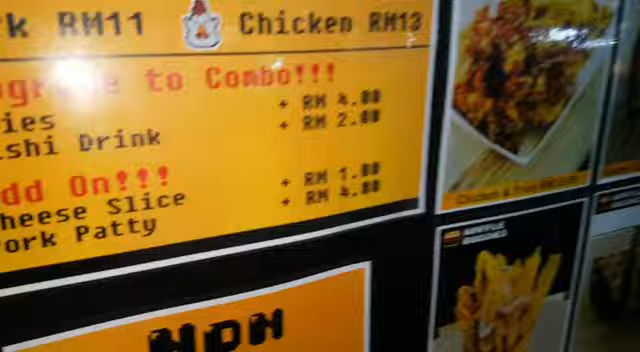 k RM11 Chicken RM13
grade to Combo!!!
ies + RM 4.00
shi Drink + RM 2.00
dd On!!!
heese Slice + RM 1.00
ork Patty + RM 4.00